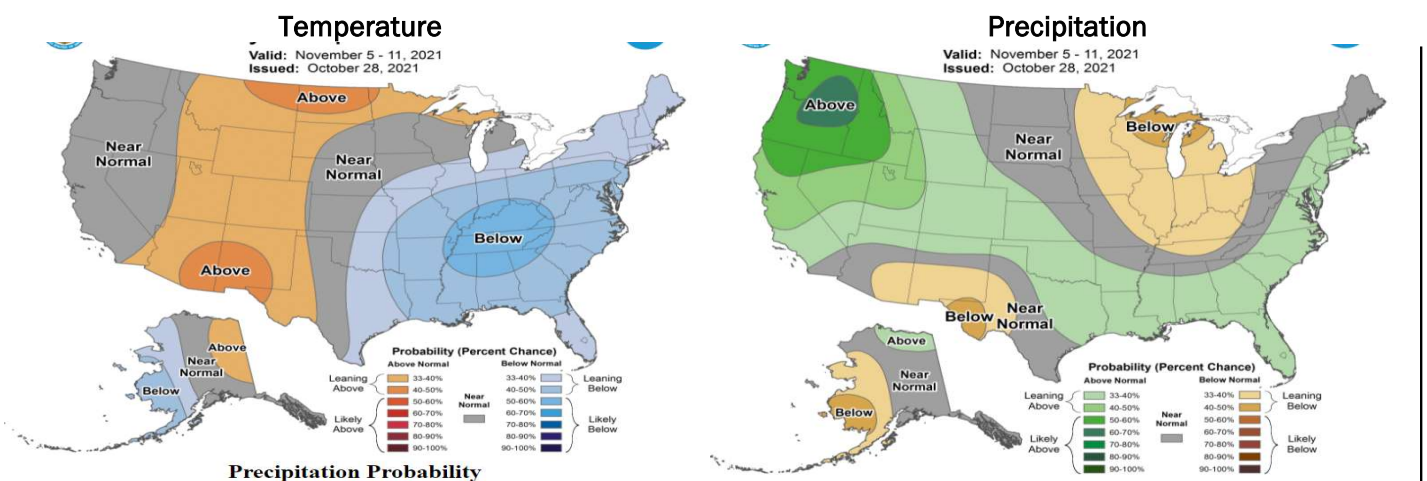 Temperature
Valid: November 5 - 11, 2021
Issued: October 28, 2021
Above
Near
Normal
Near
Normal
Below
Above
Above
Near
Normal
Below
Probability (Percent Chance)
Above Normal
Below Normal
Leaning
Above
33-40%
40-50%
Likely
Above
50-60%
60-70%
70-80%
80-90%
90-100%
Near
Normal
33-40%
40-50%
Leaning
Below
50-60%
60-70%
70-80%
80-90%
90-100%
Likely
Below
Precipitation Probability
Precipitation
Valid: November 5 - 11, 2021
Issued: October 28, 2021
Above
Near
Normal
Below
Below
Near
Normal
Above
Near
Normal
Below
Probability (Percent Chance)
Above Normal
Below Normal
Leaning
Above
33-40%
40-50%
Likely
Above
50-60%
60-70%
70-80%
80-90%
90-100%
Near
Normal
33-40%
40-50%
Leaning
Below
50-60%
60-70%
70-80%
80-90%
90-100%
Likely
Below